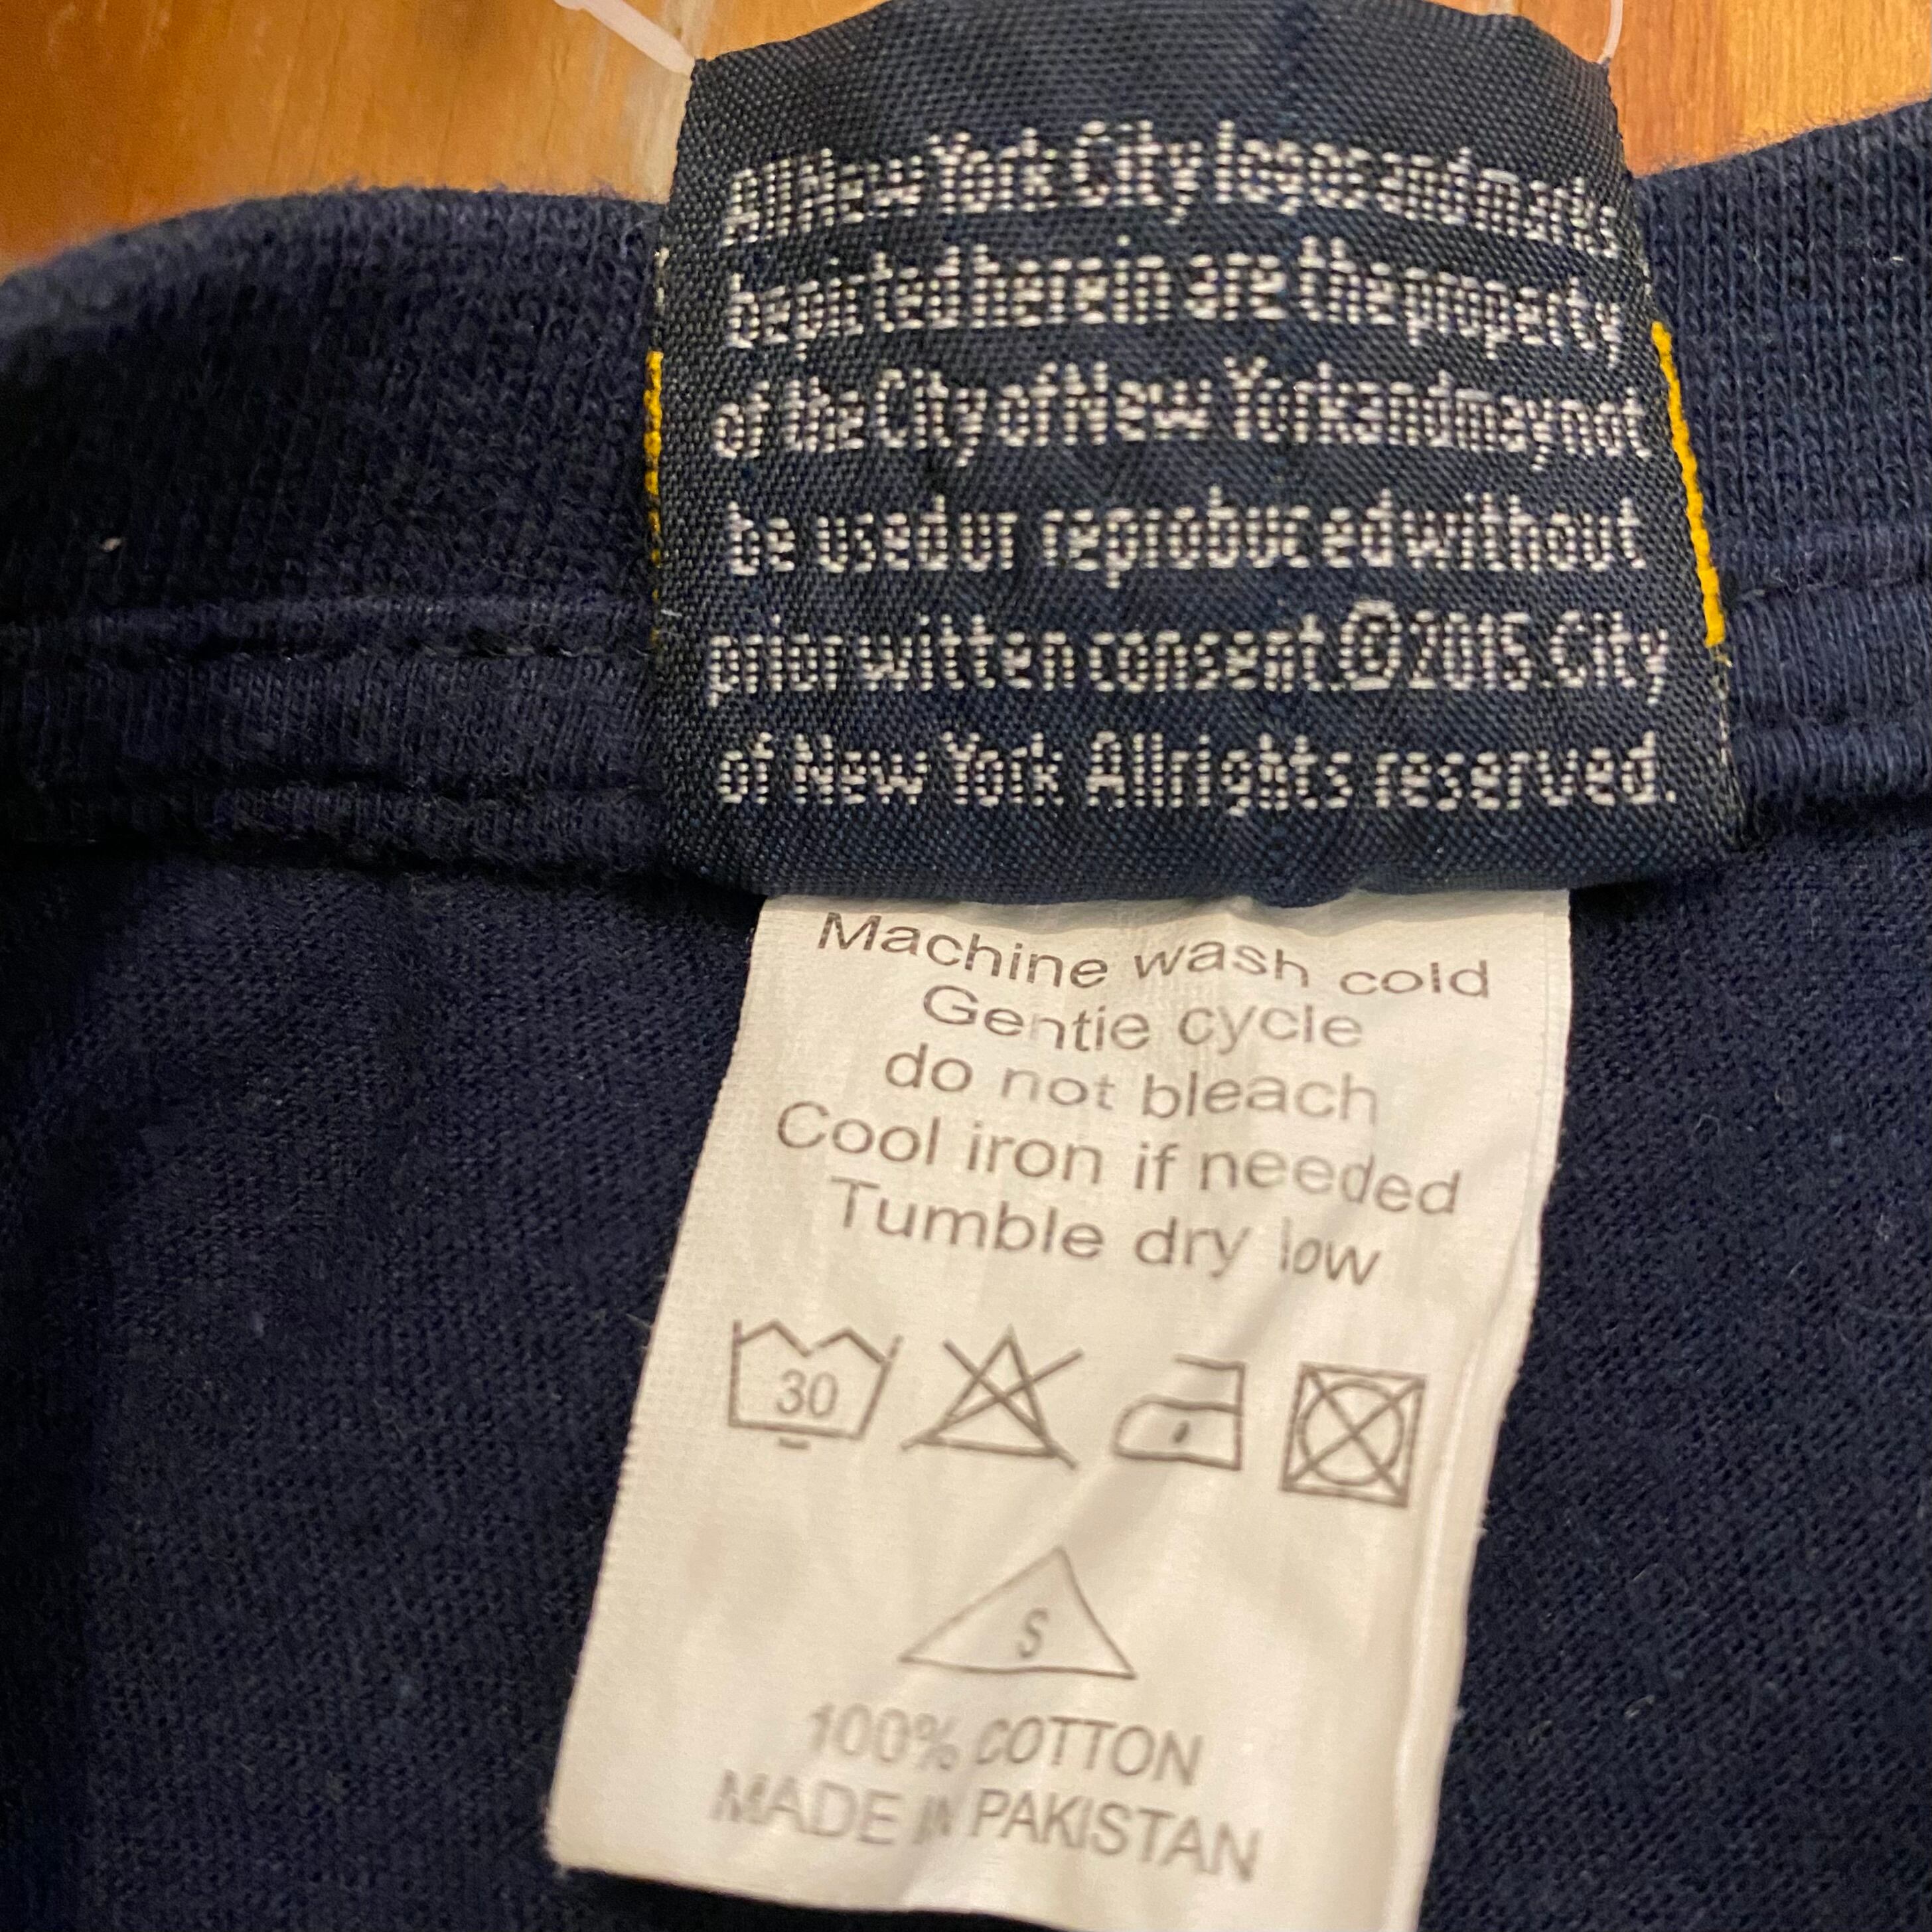 All New York City logos and marks
depicted herein are the property
of the City of New York and may not
be used or reproduced without
prior written consent.©2015. City
of New York All rights reserved.
Machine wash cold
Gentie cycle
do not bleach
Cool iron if needed
Tumble dry low
30
S
100% COTTON
MADE IN PAKISTAN